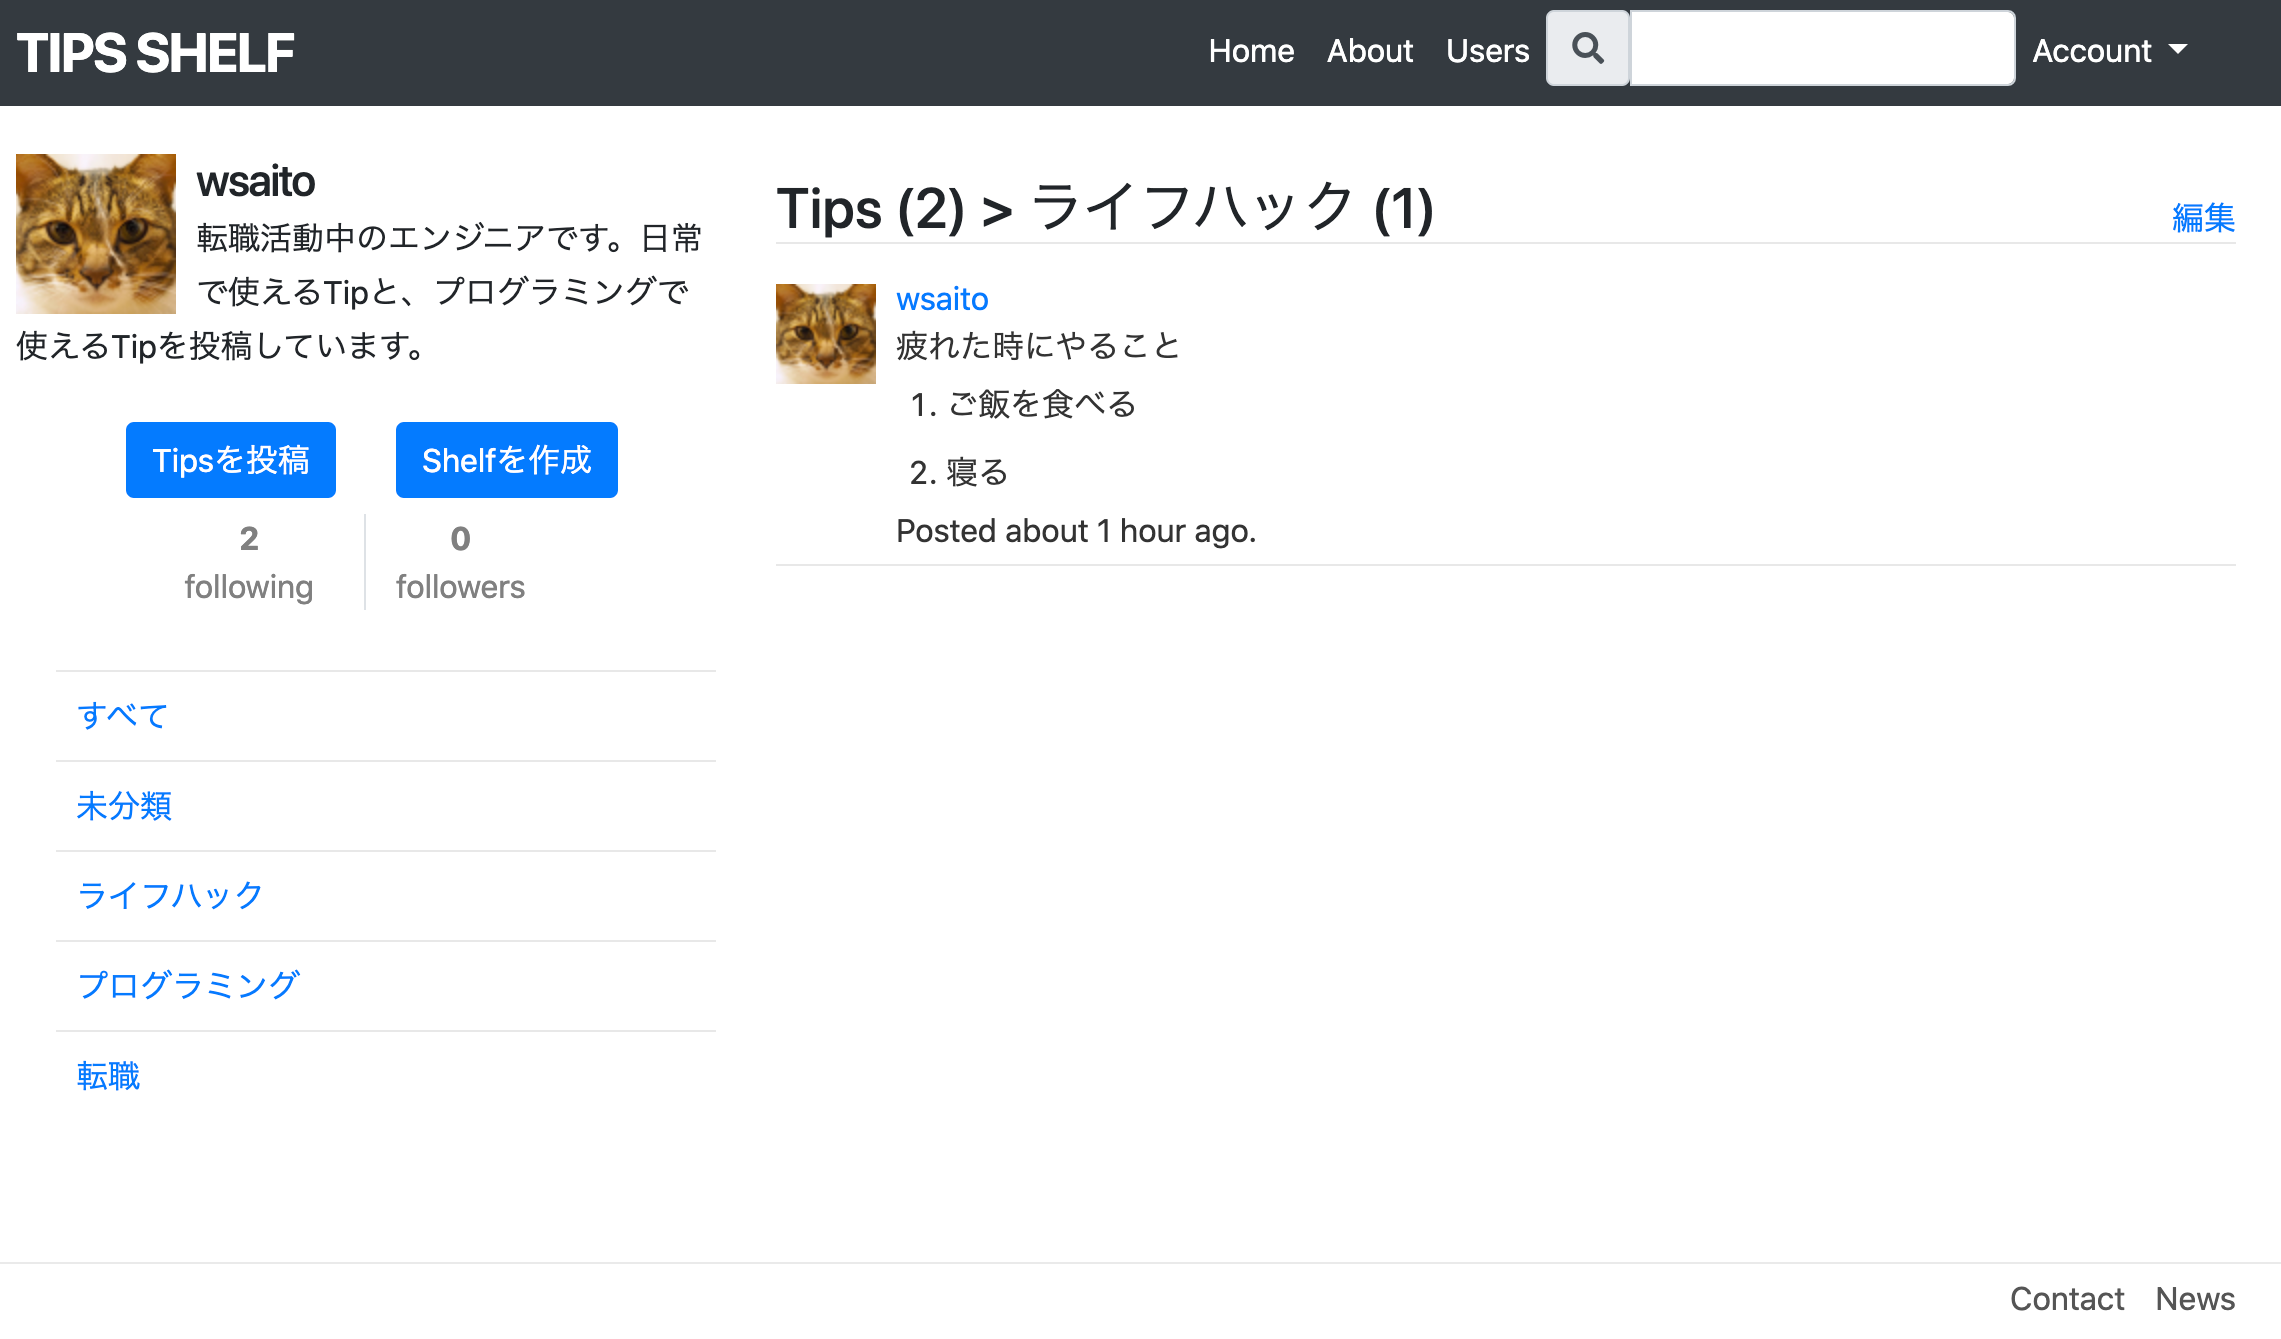 TIPS SHELF
Home About Users Account
wsaito
転職活動中のエンジニアです。日常
で使えるTipと、プログラミングで
使えるTipを投稿しています。
Tipsを投稿 Shelfを作成
2 following
0 followers
すべて
未分類
ライフハック
プログラミング
転職
Tips (2) > ライフハック (1)
編集
wsaito
疲れた時にやること
1. ご飯を食べる
2. 寝る
Posted about 1 hour ago.
Contact News